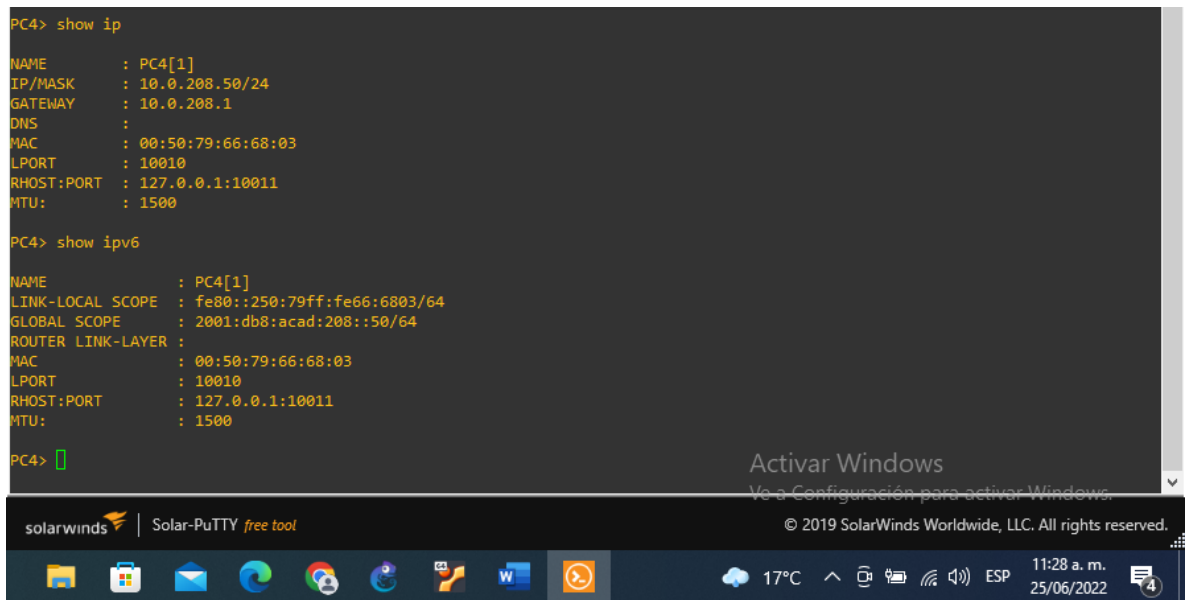 PC4> show ip
NAME : PC4[1]
IP/MASK : 10.0.208.50/24
GATEWAY : 10.0.208.1
DNS :
MAC : 00:50:79:66:68:03
LPORT : 10010
RHOST:PORT : 127.0.0.1:10011
MTU: : 1500
PC4> show ipv6
NAME : PC4[1]
LINK-LOCAL SCOPE : fe80::250:79ff:fe66:6803/64
GLOBAL SCOPE : 2001:db8:acad:208::50/64
ROUTER LINK-LAYER :
MAC : 00:50:79:66:68:03
LPORT : 10010
RHOST:PORT : 127.0.0.1:10011
MTU: : 1500
PC4>
Activar Windows
Ve a Configuración para activar Windows.
solarwinds | Solar-PuTTY free tool © 2019 SolarWinds Worldwide, LLC. All rights reserved.
64 W 17°C ESP 11:28 a. m.
25/06/2022 4